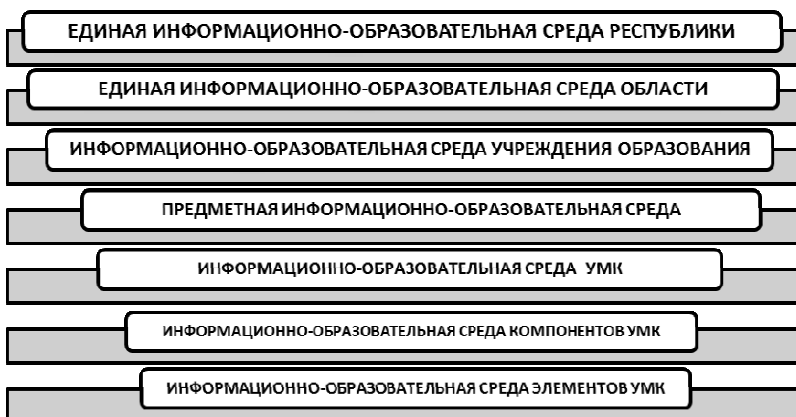 ЕДИНАЯ ИНФОРМАЦИОННО-ОБРАЗОВАТЕЛЬНАЯ СРЕДА РЕСПУБЛИКИ
ЕДИНАЯ ИНФОРМАЦИОННО-ОБРАЗОВАТЕЛЬНАЯ СРЕДА ОБЛАСТИ
ИНФОРМАЦИОННО-ОБРАЗОВАТЕЛЬНАЯ СРЕДА УЧРЕЖДЕНИЯ ОБРАЗОВАНИЯ
ПРЕДМЕТНАЯ ИНФОРМАЦИОННО-ОБРАЗОВАТЕЛЬНАЯ СРЕДА
ИНФОРМАЦИОННО-ОБРАЗОВАТЕЛЬНАЯ СРЕДА УМК
ИНФОРМАЦИОННО-ОБРАЗОВАТЕЛЬНАЯ СРЕДА КОМПОНЕНТОВ УМК
ИНФОРМАЦИОННО-ОБРАЗОВАТЕЛЬНАЯ СРЕДА ЭЛЕМЕНТОВ УМК